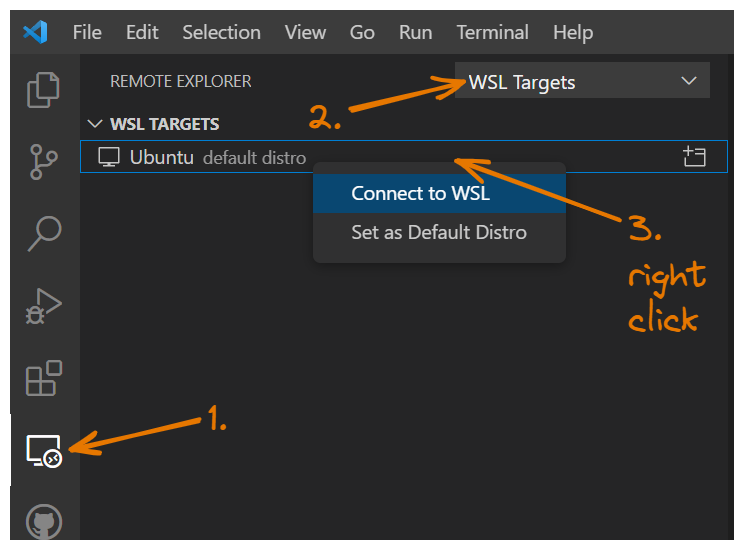 File Edit Selection View Go Run Terminal Help
REMOTE EXPLORER WSL Targets
2.
WSL TARGETS
Ubuntu default distro
Connect to WSL
Set as Default Distro
3.
right
click
1.